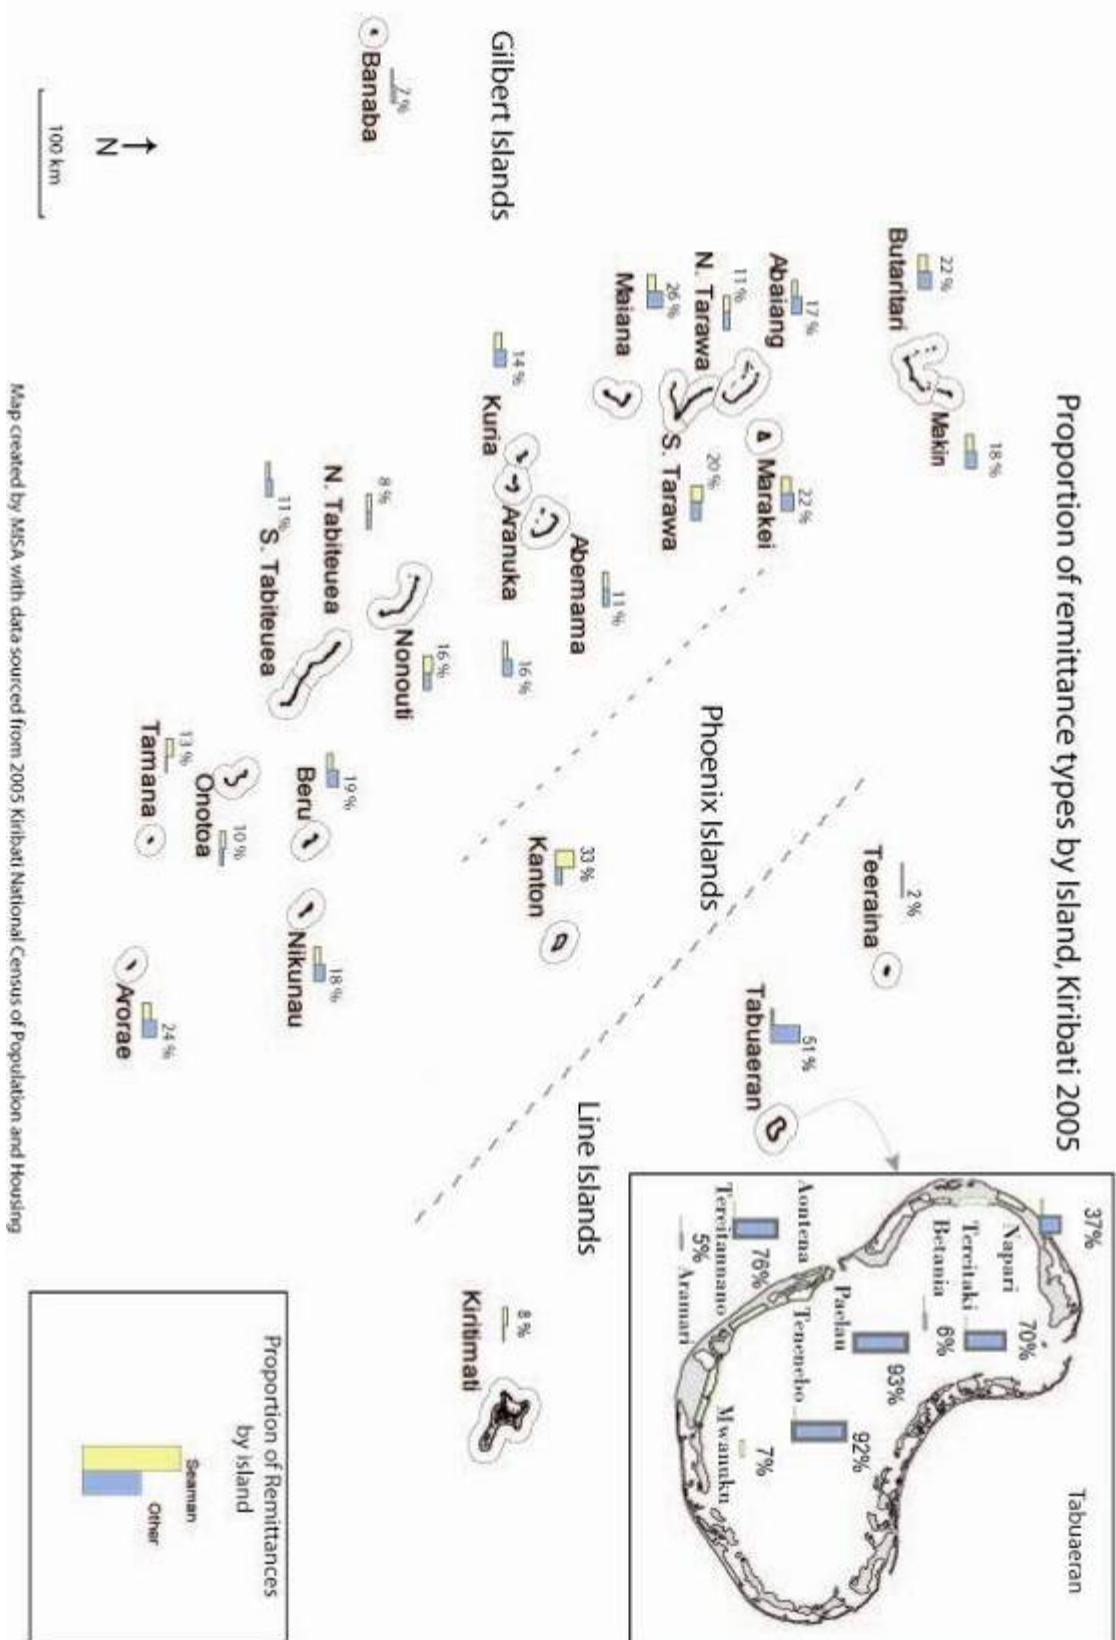 Proportion of remittance types by Island, Kiribati 2005
Gilbert Islands
Phoenix Islands
Line Islands
18 %
Makin
22 %
Butaritari
17 %
Abaiang
22 %
Marakei
11 %
N. Tarawa
20 %
S. Tarawa
26 %
Maiana
11 %
Abemama
14 %
Kuria
16 %
Aranuka
16 %
Nonouti
8 %
N. Tabiteuea
11 %
S. Tabiteuea
19 %
Beru
18 %
Nikunau
10 %
Onotoa
13 %
Tamana
24 %
Arorae
Banaba
33 %
Kanton
2 %
Teeraina
51 %
Tabuaeran
8 %
Kiritimati
Tabuaeran
37%
Napari
70%
Tereitaki
6%
Betania
93%
Paelau
92%
Tenenebo
Aontena
76%
Tereitannano
5%
Aramari
7%
Mwanuku
N
100 km
Proportion of Remittances
by island
Seaman
Other
Map created by MISA with data sourced from 2005 Kiribati National Census of Population and Housing